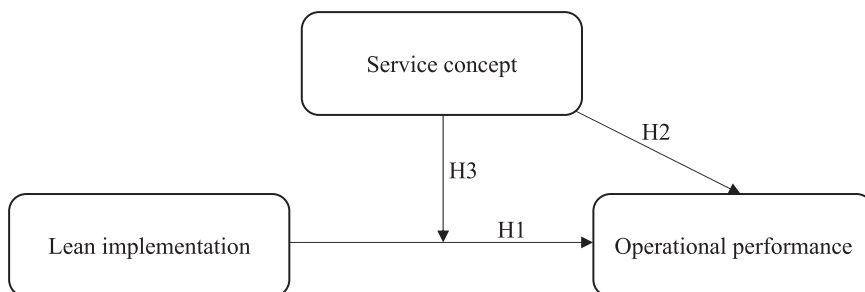 Service concept
H2
H3
H1
Lean implementation
Operational performance